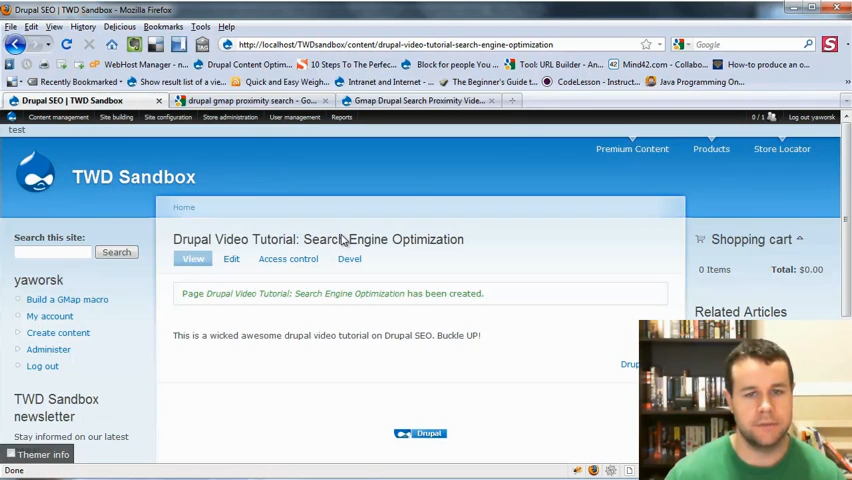 Drupal SEO | TWD Sandbox - Mozilla Firefox
File Edit View History Delicious Bookmarks Tools Help
TAG http://localhost/TWDsandbox/content/drupal-video-tutorial-search-engine-optimization Google S
WebHost Manager - ... Drupal Content Optim... 10 Steps To The Perfec... Block for people You ... Tool: URL Builder - An... Mind42.com - Collabo... How-to produce an o...
Recently Bookmarked Show result list of a vie... Quick and Easy Weigh... Intranet and Internet - ... The Beginner's Guide t... CodeLesson - Instruct... Java Programming On...
Drupal SEO | TWD Sandbox drupal gmap proximity search - Go... Gmap Drupal Search Proximity Vide...
Content management Site building Site configuration Store administration User management Reports 0 / 1 Log out yaworsk
test
Premium Content Products Store Locator
TWD Sandbox
Home
Search this site:
Search
Drupal Video Tutorial: Search Engine Optimization
Shopping cart
View Edit Access control Devel
0 Items Total: $0.00
yaworsk
Build a GMap macro
My account
Create content
Administer
Log out
Page Drupal Video Tutorial: Search Engine Optimization has been created.
Related Articles
This is a wicked awesome drupal video tutorial on Drupal SEO. Buckle UP!
Drup
TWD Sandbox
newsletter
Stay informed on our latest
Drupal
Themer info
Done